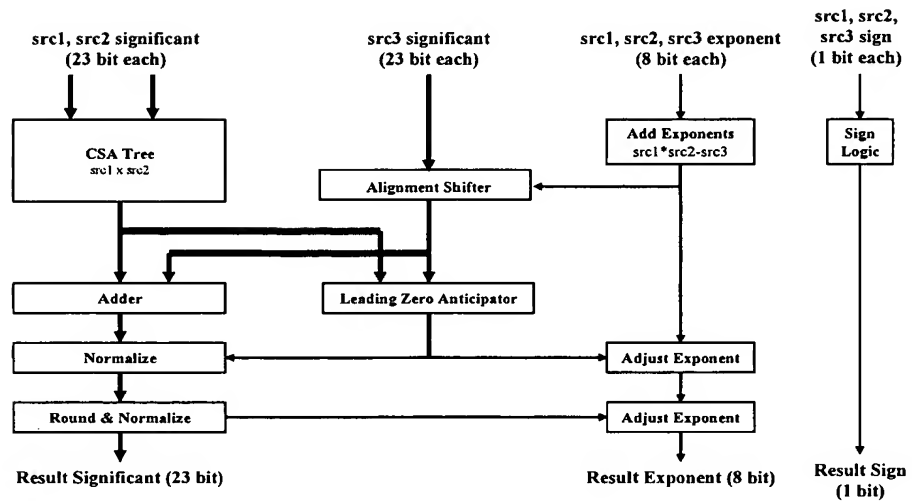 src1, src2 significant
(23 bit each)
src3 significant
(23 bit each)
src1, src2, src3 exponent
(8 bit each)
src1, src2,
src3 sign
(1 bit each)
CSA Tree
src1 x src2
Add Exponents
src1*src2-src3
Sign
Logic
Alignment Shifter
Adder
Leading Zero Anticipator
Normalize
Adjust Exponent
Round & Normalize
Adjust Exponent
Result Significant (23 bit)
Result Exponent (8 bit)
Result Sign
(1 bit)